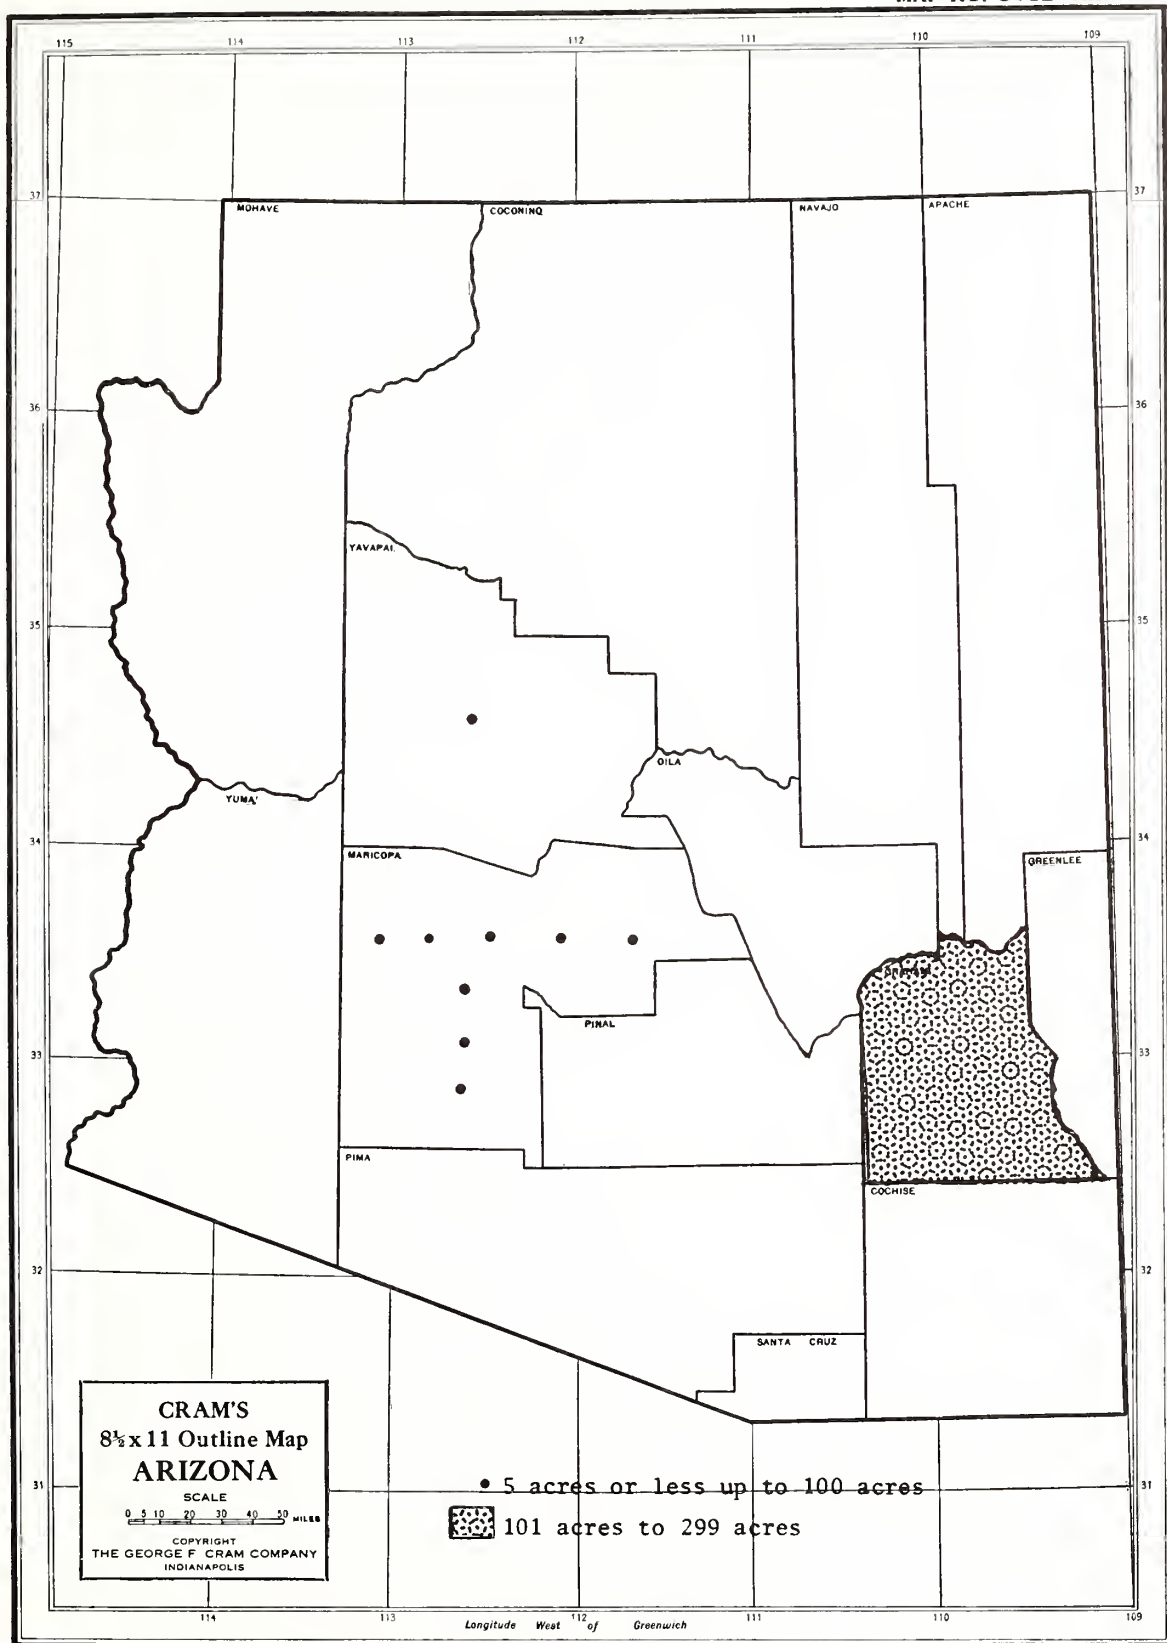 115 114 113 112 111 110 109
37 37
MOHAVE COCONINO NAVAJO APACHE
36 36
YAVAPAI
35 35
GILA
YUMA
34 34
MARICOPA GREENLEE
PINAL
33 33
PIMA
COCHISE
32 32
SANTA CRUZ
CRAM'S
8½ x 11 Outline Map
ARIZONA
SCALE
0 5 10 20 30 40 50 MILES
COPYRIGHT
THE GEORGE F CRAM COMPANY
INDIANAPOLIS
31 31
5 acres or less up to 100 acres
101 acres to 299 acres
114 113 112 111 110 109
Longitude West of Greenwich